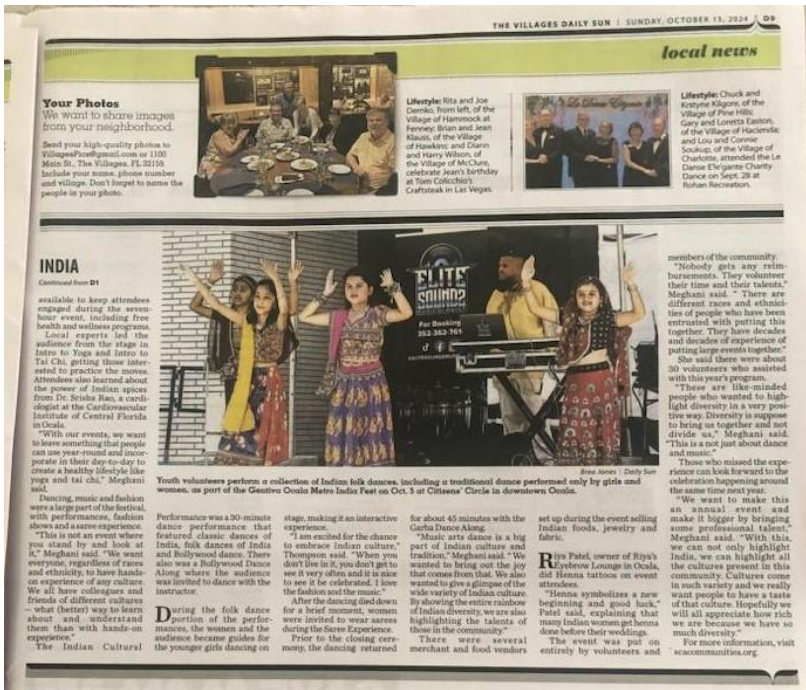 THE VILLAGES DAILY SUN | SUNDAY, OCTOBER 13, 2024 D9
local news
Your Photos
We want to share images
from your neighborhood.
Send your high-quality photos to
VillagesPics@gmail.com or 1100
Main St., The Villages, FL 32159.
Include your name, phone number
and village. Don't forget to name the
people in your photo.
Lifestyle: Rita and Joe
Demko, from left, of the
Village of Hammock at
Fenney; Brian and Jean
Klauss, of the Village
of Hawkins; and Diann
and Harry Wilson, of
the Village of McClure,
celebrate Jean's birthday
at Tom Colicchio's
Craftsteak in Las Vegas.
La Danse Elegante
Lifestyle: Chuck and
Krstyne Kilgore, of the
Village of Pine Hills;
Gary and Loretta Easton,
of the Village of Hacienda;
and Lou and Connie
Soukup, of the Village of
Charlotte, attended the Le
Danse E'le'gante Charity
Dance on Sept. 28 at
Rohan Recreation.
INDIA
Continued from D1
available to keep attendees
engaged during the seven-
hour event, including free
health and wellness programs.
Local experts led the
audience from the stage in
Intro to Yoga and Intro to
Tai Chi, getting those inter-
ested to practice the moves.
Attendees also learned about
the power of Indian spices
from Dr. Srisha Rao, a cardi-
ologist at the Cardiovascular
Institute of Central Florida
in Ocala.
"With our events, we want
to leave something that people
can use year-round and incor-
porate in their day-to-day to
create a healthy lifestyle like
yoga and tai chi," Meghani
said.
Dancing, music and fashion
were a large part of the festival,
with performances, fashion
shows and a saree experience.
"This is not an event where
you stand by and look at
it," Meghani said. "We want
everyone, regardless of races
and ethnicity, to have hands-
on experience of any culture.
We all have colleagues and
friends of different cultures
– what (better) way to learn
about and understand
them than with hands-on
experience."
The Indian Cultural
ELITE
SOUNDZ
For Booking
352-362-761
Brea Jones | Daily Sun
Youth volunteers perform a collection of Indian folk dances, including a traditional dance performed only by girls and
women, as part of the Gentiva Ocala Metro India Fest on Oct. 5 at Citizens' Circle in downtown Ocala.
Performance was a 30-minute
dance performance that
featured classic dances of
India, folk dances of India
and Bollywood dance. There
also was a Bollywood Dance
Along where the audience
was invited to dance with the
instructor.
During the folk dance
portion of the perfor-
mances, the women and the
audience became guides for
the younger girls dancing on
stage, making it an interactive
experience.
"I am excited for the chance
to embrace Indian culture,"
Thompson said. "When you
don't live in it, you don't get to
see it very often and it is nice
to see it be celebrated. I love
the fashion and the music."
After the dancing died down
for a brief moment, women
were invited to wear sarees
during the Saree Experience.
Prior to the closing cere-
mony, the dancing returned
for about 45 minutes with the
Garba Dance Along.
"Music arts dance is a big
part of Indian culture and
tradition," Meghani said. "We
wanted to bring out the joy
that comes from that. We also
wanted to give a glimpse of the
wide variety of Indian culture.
By showing the entire rainbow
of Indian diversity, we are also
highlighting the talents of
those in the community."
There were several
merchant and food vendors
set up during the event selling
Indian foods, jewelry and
fabric.
Riya Patel, owner of Riya's
Eyebrow Lounge in Ocala,
did Henna tattoos on event
attendees.
"Henna symbolizes a new
beginning and good luck,"
Patel said, explaining that
many Indian women get henna
done before their weddings.
The event was put on
entirely by volunteers and
members of the community.
"Nobody gets any reim-
bursements. They volunteer
their time and their talents,"
Meghani said. " There are
different races and ethnici-
ties of people who have been
entrusted with putting this
together. They have decades
and decades of experience of
putting large events together."
She said there were about
30 volunteers who assisted
with this year's program.
"These are like-minded
people who wanted to high-
light diversity in a very posi-
tive way. Diversity is suppose
to bring us together and not
divide us," Meghani said.
"This is not just about dance
and music."
Those who missed the expe-
rience can look forward to the
celebration happening around
the same time next year.
"We want to make this
an annual event and
make it bigger by bringing
some professional talent,"
Meghani said. "With this,
we can not only highlight
India, we can highlight all
the cultures present in this
community. Cultures come
in such variety and we really
want people to have a taste
of that culture. Hopefully we
will all appreciate how rich
we are because we have so
much diversity."
For more information, visit
scacommunities.org.